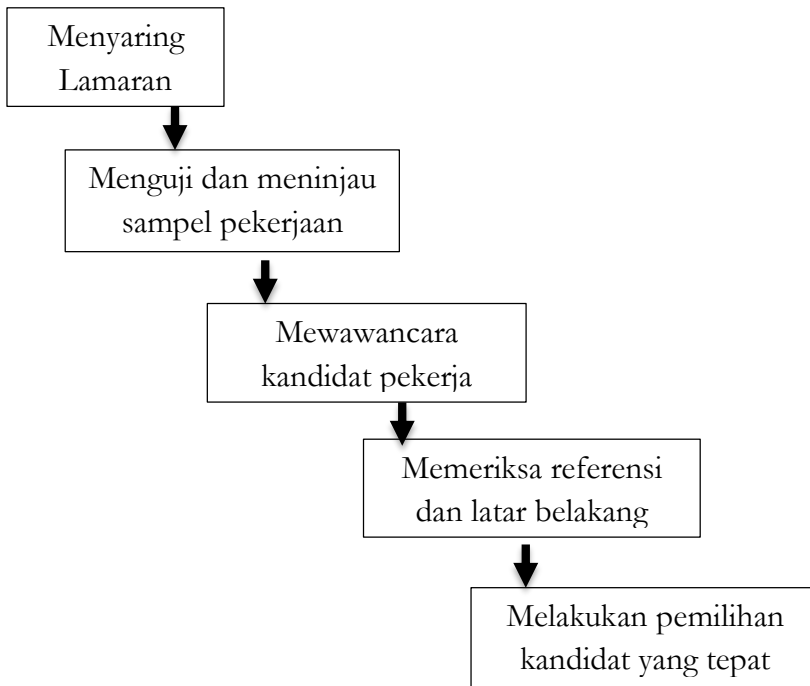 Menyaring
Lamaran
Menguji dan meninjau
sampel pekerjaan
Mewawancara
kandidat pekerja
Memeriksa referensi
dan latar belakang
Melakukan pemilihan
kandidat yang tepat